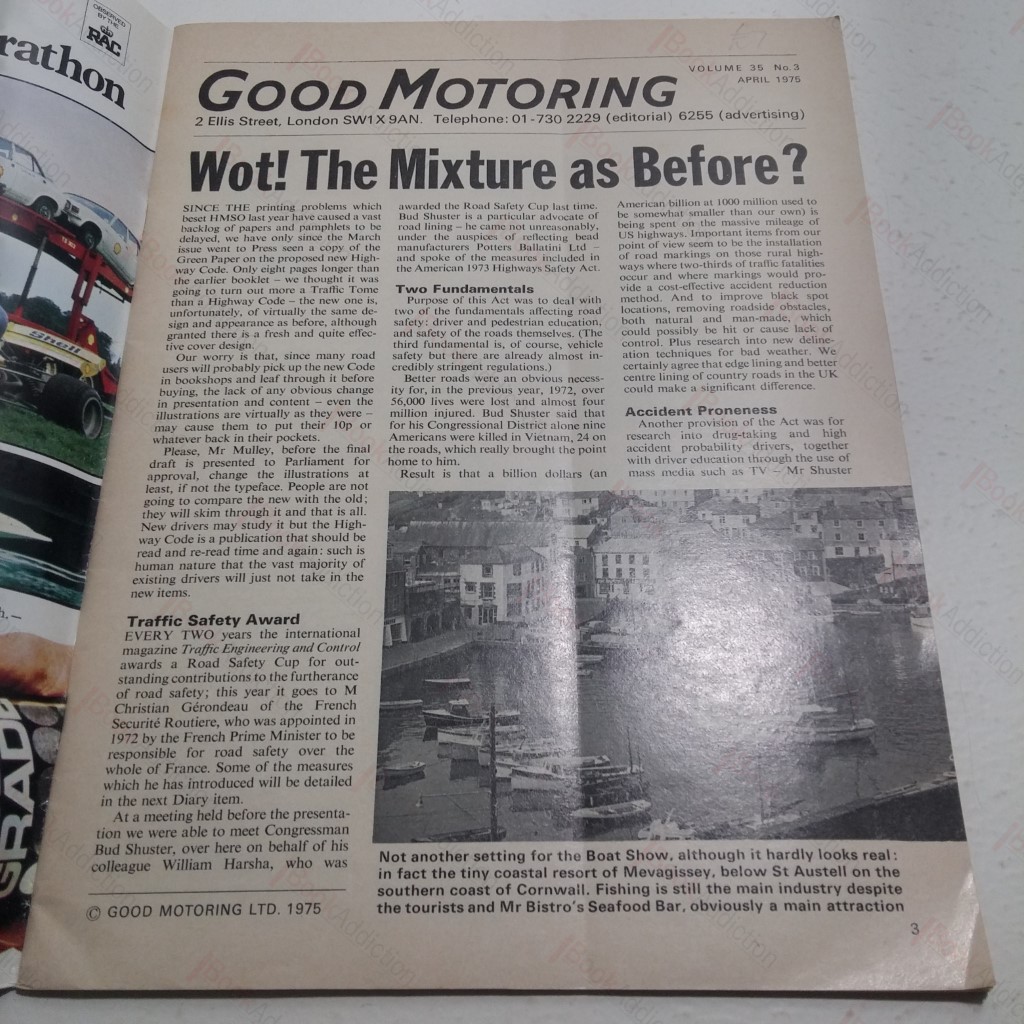 OBSERVED
BY THE
RAC
rathon
Shell
h.—
GRADE
GOOD MOTORING
VOLUME 35 No.3
APRIL 1975
2 Ellis Street, London SW1X 9AN. Telephone: 01-730 2229 (editorial) 6255 (advertising)
Wot! The Mixture as Before?
SINCE THE printing problems which
beset HMSO last year have caused a vast
backlog of papers and pamphlets to be
delayed, we have only since the March
issue went to Press seen a copy of the
Green Paper on the proposed new High-
way Code. Only eight pages longer than
the earlier booklet – we thought it was
going to turn out more a Traffic Tome
than a Highway Code – the new one is,
unfortunately, of virtually the same de-
sign and appearance as before, although
granted there is a fresh and quite effec-
tive cover design.
Our worry is that, since many road
users will probably pick up the new Code
in bookshops and leaf through it before
buying, the lack of any obvious change
in presentation and content – even the
illustrations are virtually as they were –
may cause them to put their 10p or
whatever back in their pockets.
Please, Mr Mulley, before the final
draft is presented to Parliament for
approval, change the illustrations at
least, if not the typeface. People are not
going to compare the new with the old;
they will skim through it and that is all.
New drivers may study it but the High-
way Code is a publication that should be
read and re-read time and again: such is
human nature that the vast majority of
existing drivers will just not take in the
new items.
Traffic Safety Award
EVERY TWO years the international
magazine Traffic Engineering and Control
awards a Road Safety Cup for out-
standing contributions to the furtherance
of road safety; this year it goes to M
Christian Gérondeau of the French
Securité Routiere, who was appointed in
1972 by the French Prime Minister to be
responsible for road safety over the
whole of France. Some of the measures
which he has introduced will be detailed
in the next Diary item.
At a meeting held before the presenta-
tion we were able to meet Congressman
Bud Shuster, over here on behalf of his
colleague William Harsha, who was
awarded the Road Safety Cup last time.
Bud Shuster is a particular advocate of
road lining – he came not unreasonably,
under the auspices of reflecting bead
manufacturers Potters Ballatini Ltd –
and spoke of the measures included in
the American 1973 Highways Safety Act.
Two Fundamentals
Purpose of this Act was to deal with
two of the fundamentals affecting road
safety: driver and pedestrian education,
and safety of the roads themselves. (The
third fundamental is, of course, vehicle
safety but there are already almost in-
credibly stringent regulations.)
Better roads were an obvious necess-
ity for, in the previous year, 1972, over
56,000 lives were lost and almost four
million injured. Bud Shuster said that
for his Congressional District alone nine
Americans were killed in Vietnam, 24 on
the roads, which really brought the point
home to him.
Result is that a billion dollars (an
American billion at 1000 million used to
be somewhat smaller than our own) is
being spent on the massive mileage of
US highways. Important items from our
point of view seem to be the installation
of road markings on those rural high-
ways where two-thirds of traffic fatalities
occur and where markings would pro-
vide a cost-effective accident reduction
method. And to improve black spot
locations, removing roadside obstacles,
both natural and man-made, which
could possibly be hit or cause lack of
control. Plus research into new deline-
ation techniques for bad weather. We
certainly agree that edge lining and better
centre lining of country roads in the UK
could make a significant difference.
Accident Proneness
Another provision of the Act was for
research into drug-taking and high
accident probability drivers, together
with driver education through the use of
mass media such as TV – Mr Shuster
Not another setting for the Boat Show, although it hardly looks real:
in fact the tiny coastal resort of Mevagissey, below St Austell on the
southern coast of Cornwall. Fishing is still the main industry despite
the tourists and Mr Bistro's Seafood Bar, obviously a main attraction
© GOOD MOTORING LTD. 1975
3
BookAddiction